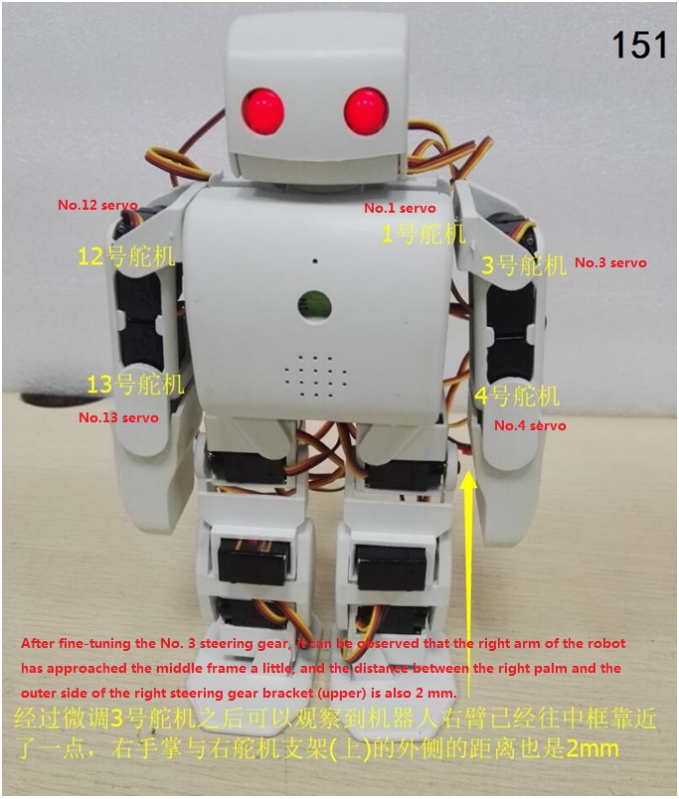 151
No.12 servo
No.1 servo
1号舵机
12号舵机
3号舵机 No.3 servo
13号舵机
4号舵机
No.13 servo
No.4 servo
After fine-tuning the No. 3 steering gear, it can be observed that the right arm of the robot
has approached the middle frame a little, and the distance between the right palm and the
outer side of the right steering gear bracket (upper) is also 2 mm.
经过微调3号舵机之后可以观察到机器人右臂已经往中框靠近
了一点，右手掌与右舵机支架(上)的外侧的距离也是2mm